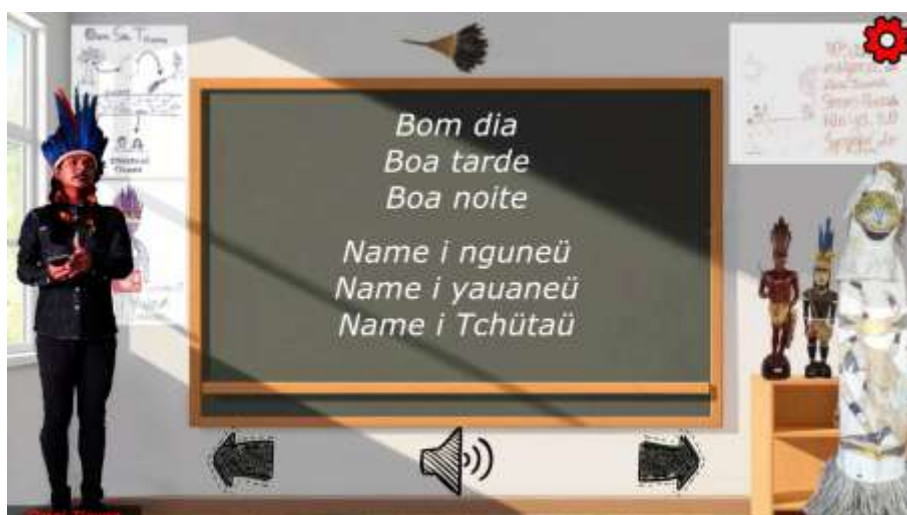 Bom dia
Boa tarde
Boa noite
Name i nguneü
Name i yauaneü
Name i Tchütaü